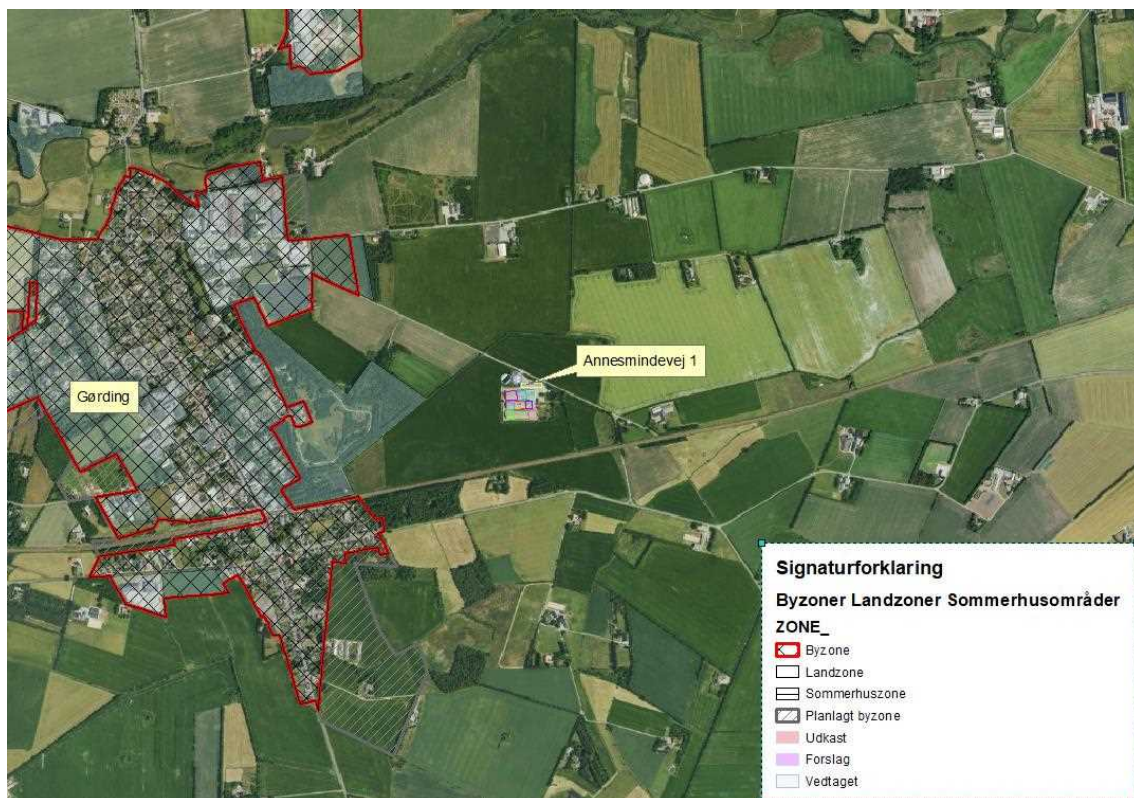 Annesmindevej 1
Gørding
Signaturforklaring
Byzoner Landzoner Sommerhusområder
ZONE_
Byzone
Landzone
Sommerhuszone
Planlagt byzone
Udkast
Forslag
Vedtaget